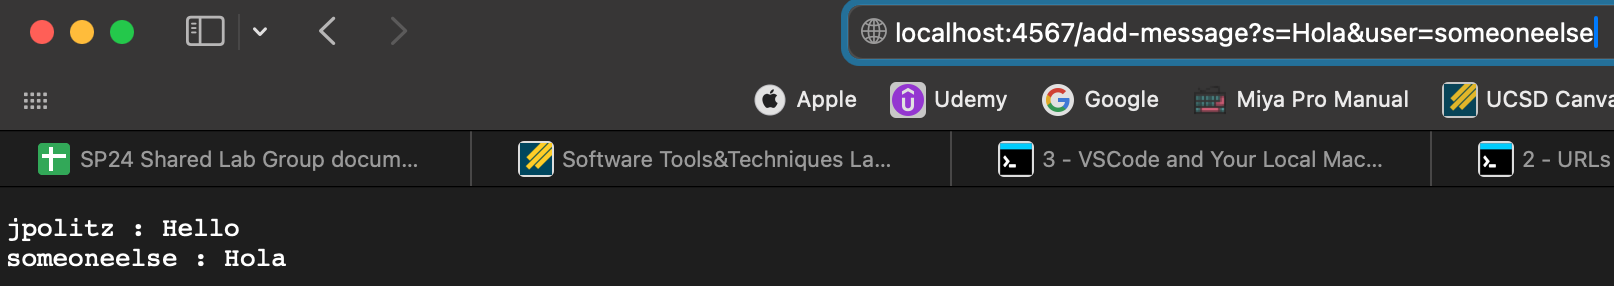 localhost:4567/add-message?s=Hola&user=someoneelse
Apple Udemy Google Miya Pro Manual UCSD Canva
SP24 Shared Lab Group docum... Software Tools&Techniques La... 3 - VSCode and Your Local Mac... 2 - URLs
jpolitz : Hello
someoneelse : Hola